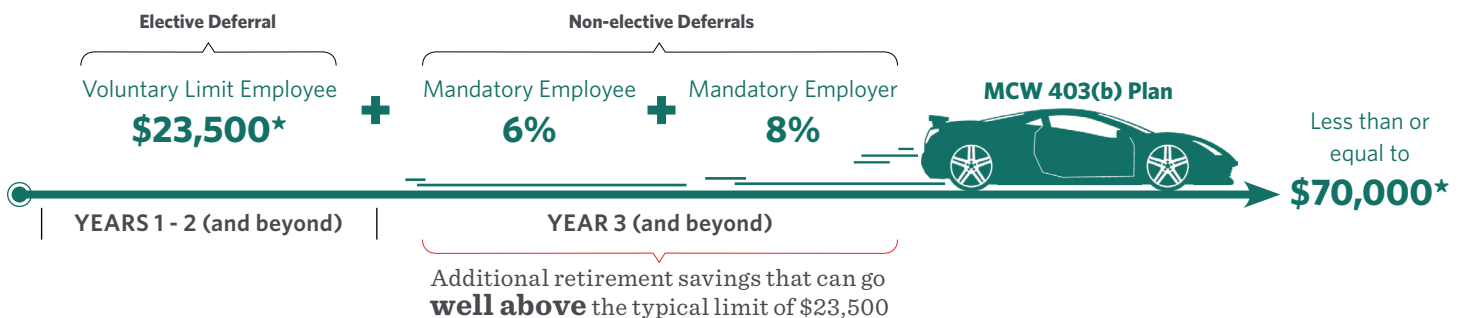 Elective Deferral
Non-elective Deferrals
Voluntary Limit Employee
$23,500★
+
Mandatory Employee
6%
+
Mandatory Employer
8%
MCW 403(b) Plan
Less than or
equal to
$70,000★
YEARS 1 - 2 (and beyond)
YEAR 3 (and beyond)
Additional retirement savings that can go
well above the typical limit of $23,500